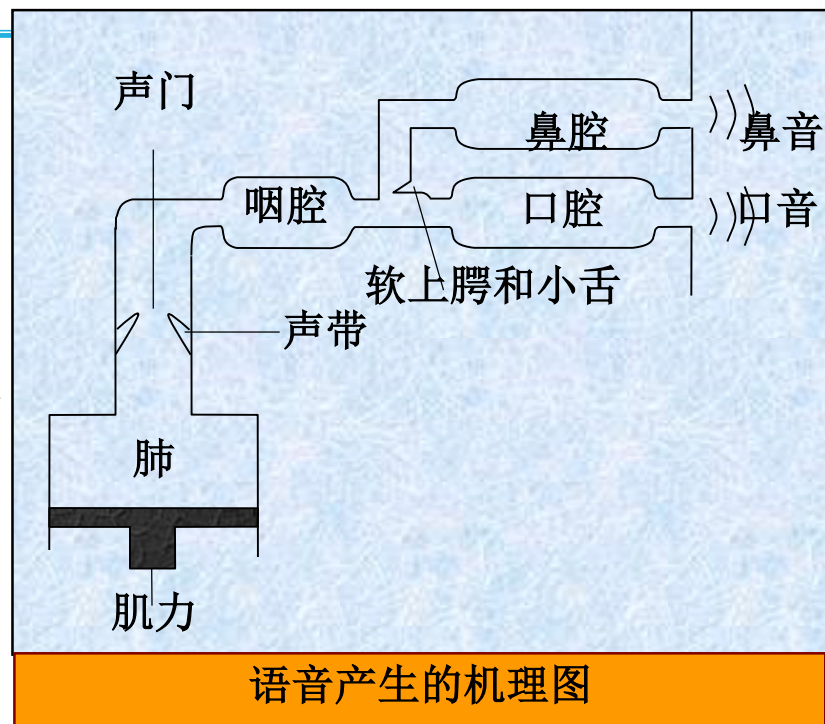 声门
鼻腔
鼻音
咽腔
口腔
口音
软上腭和小舌
声带
肺
肌力
语音产生的机理图